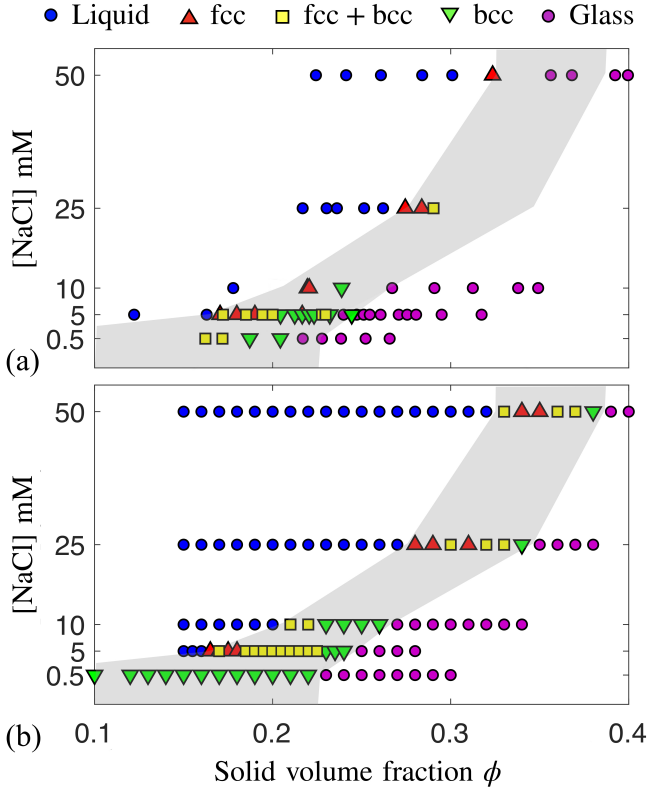 Liquid fcc fcc + bcc bcc Glass
50
25
10
5
0.5
[NaCl] mM
(a)
50
25
10
5
0.5
[NaCl] mM
(b)
0.1 0.2 0.3 0.4
Solid volume fraction ϕ